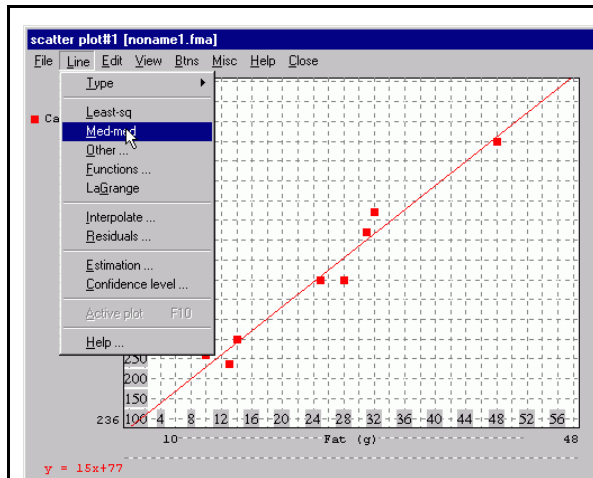 scatter plot#1 [noname1.fma]
File Line Edit View Btns Misc Help Close
Type
Ca
Least-sq
Med-med
Other ...
Functions ...
LaGrange
Interpolate ...
Residuals ...
Estimation ...
Confidence level ...
Active plot F10
Help ...
250
200
150
236 100 4 8 12 16 20 24 28 32 36 40 44 48 52 56
10 Fat (g) 48
y = 15x+77